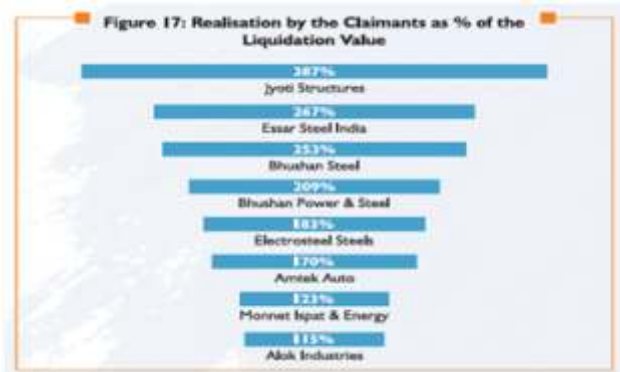 Figure 17: Realisation by the Claimants as % of the
Liquidation Value
387%
Jyoti Structures
267%
Essar Steel India
253%
Bhushan Steel
209%
Bhushan Power & Steel
183%
Electrosteel Steels
170%
Amtek Auto
123%
Monnet Ispat & Energy
115%
Alok Industries